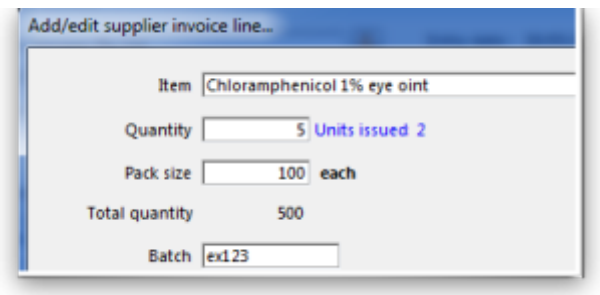 Add/edit supplier invoice line...
Item Chloramphenicol 1% eye oint
Quantity 5 Units issued 2
Pack size 100 each
Total quantity 500
Batch ex123